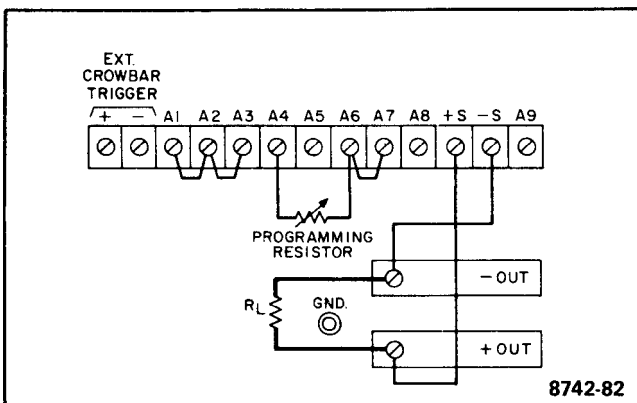 EXT.
CROWBAR
TRIGGER
+ - A1 A2 A3 A4 A5 A6 A7 A8 +S -S A9
PROGRAMMING
RESISTOR
- OUT
RL
GND.
+ OUT
8742-82